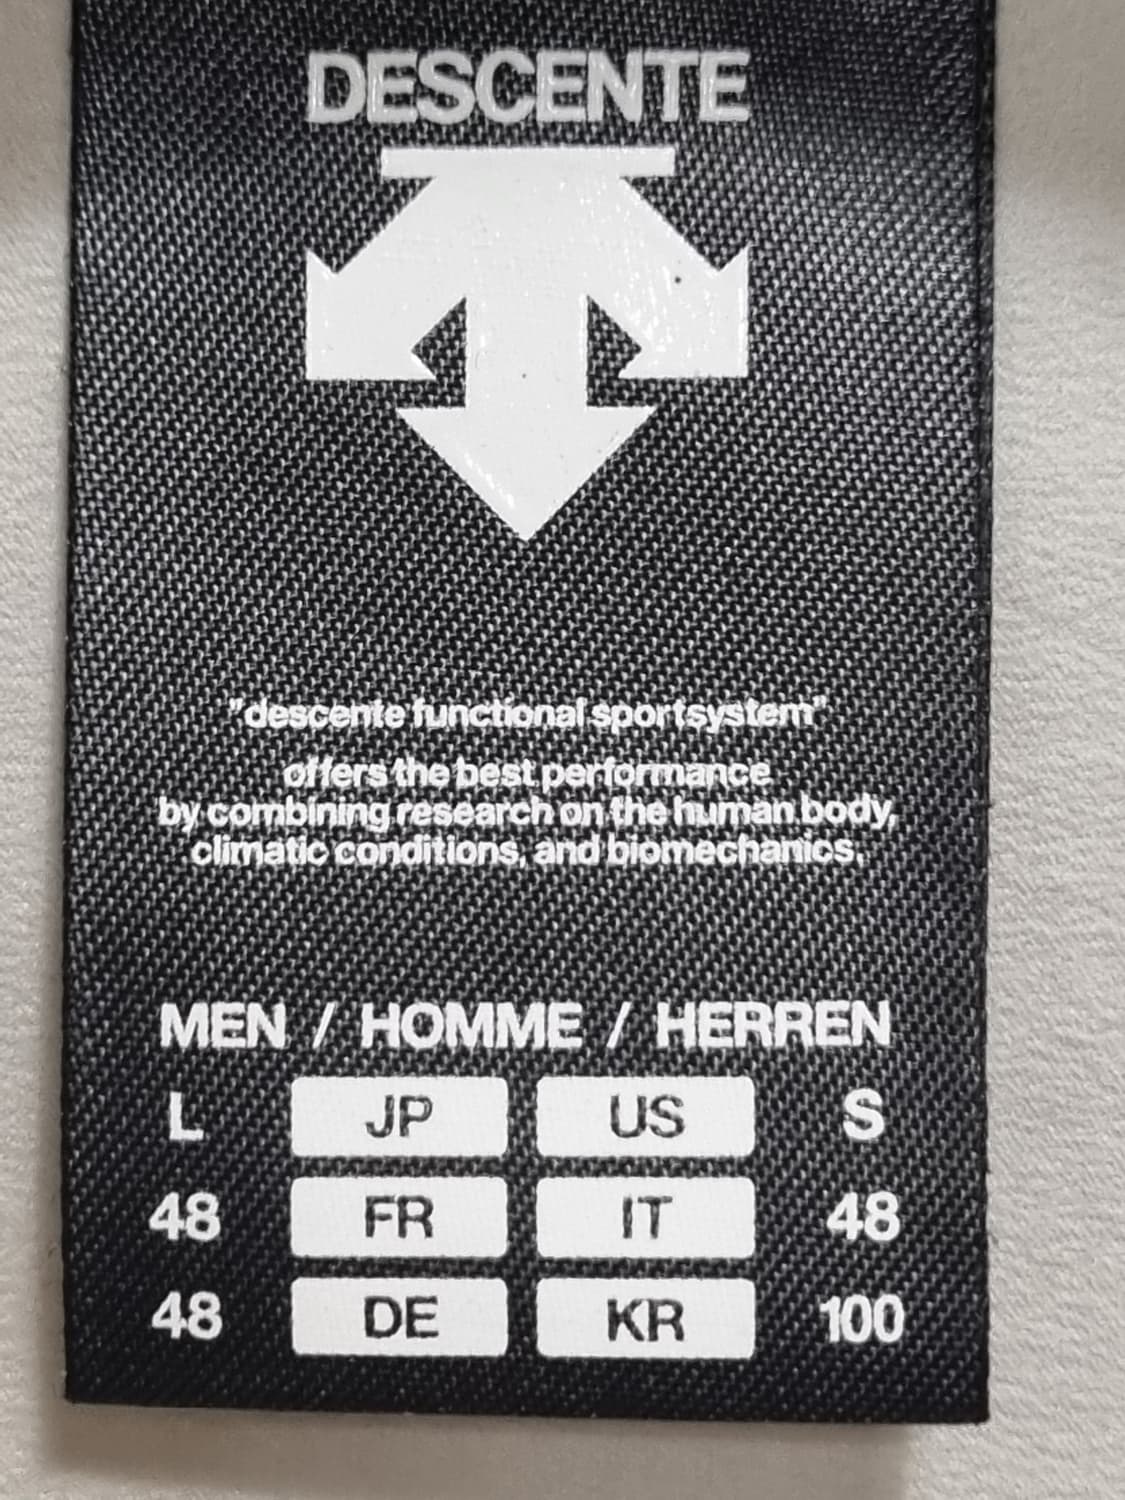 DESCENTE
"descente functional sportsystem"
offers the best performance
by combining research on the human body,
climatic conditions, and biomechanics.
MEN / HOMME / HERREN
L JP US S
48 FR IT 48
48 DE KR 100